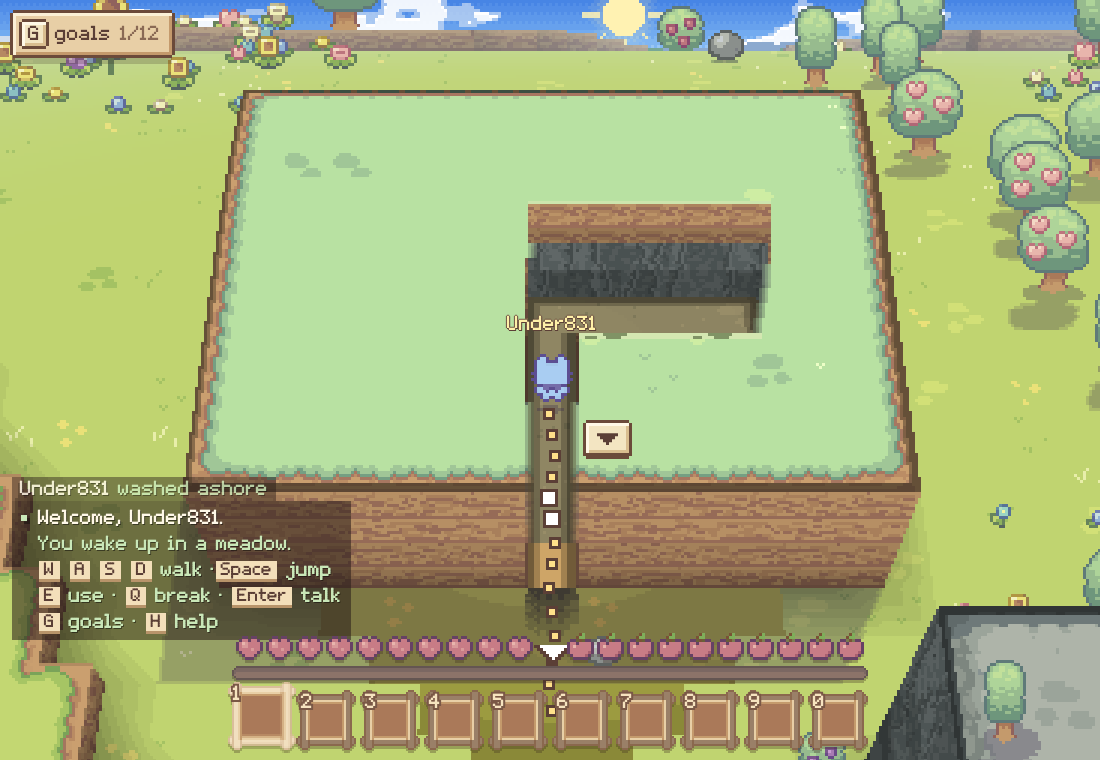 G goals 1/12
Under831
Under831 washed ashore
Welcome, Under831.
You wake up in a meadow.
W A S D walk · Space jump
E use · Q break · Enter talk
G goals · H help
1 2 3 4 5 6 7 8 9 0